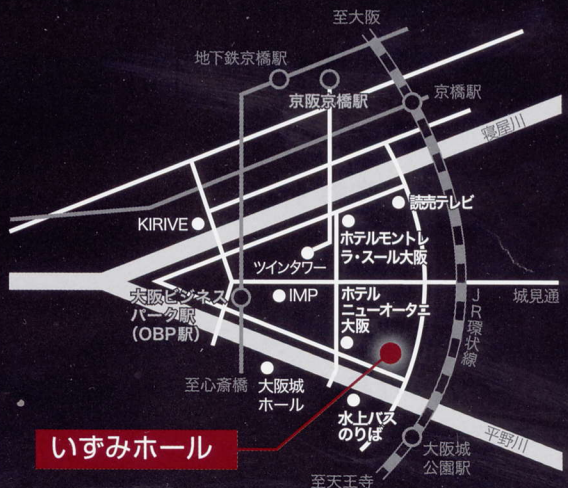 至大阪
地下鉄京橋駅
京阪京橋駅
京橋駅
寝屋川
読売テレビ
KIRIVE
ホテルモントレ
ラ・スール大阪
ツインタワー
大阪ビジネス
パーク駅
(OBP駅)
IMP
ホテル
ニューオータニ
大阪
城見通
JR環状線
至心斎橋
大阪城
ホール
水上バス
のりば
平野川
いずみホール
大阪城
公園駅
至天王寺